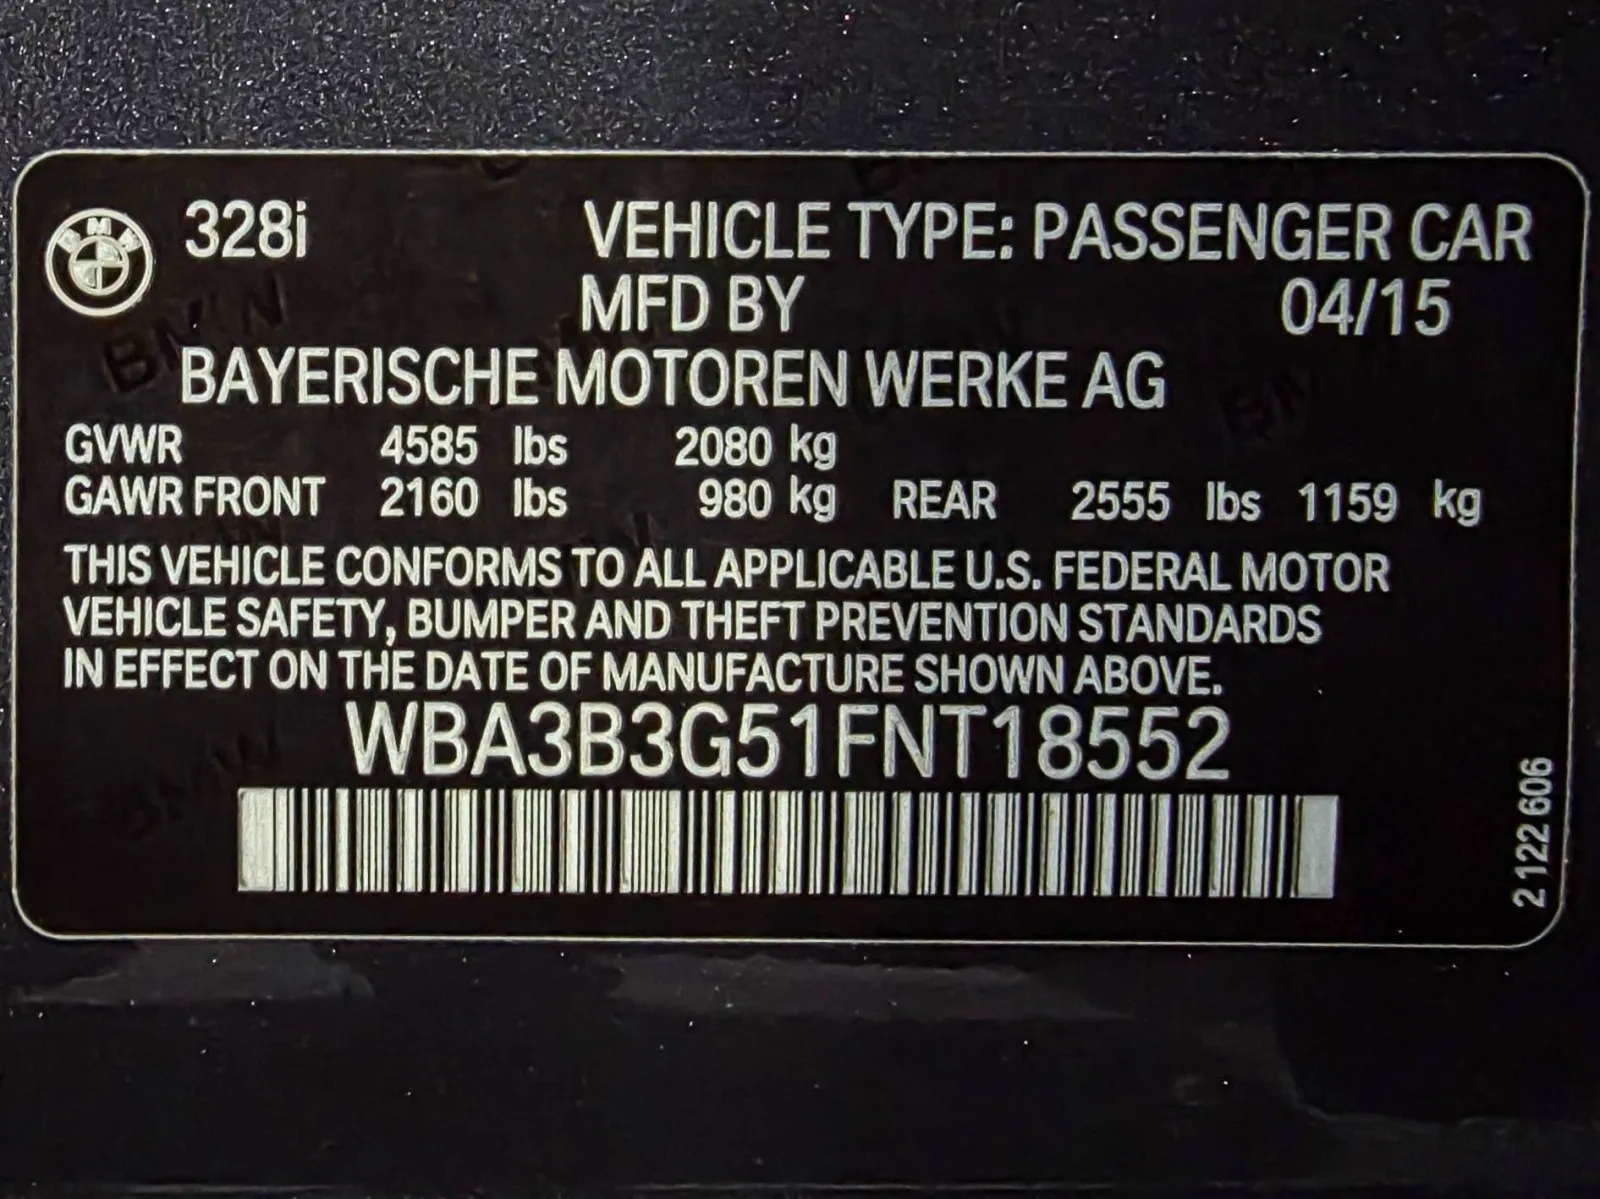 BMW 328i VEHICLE TYPE: PASSENGER CAR
MFD BY 04/15
BAYERISCHE MOTOREN WERKE AG
GVWR 4585 lbs 2080 kg
GAWR FRONT 2160 lbs 980 kg REAR 2555 lbs 1159 kg
THIS VEHICLE CONFORMS TO ALL APPLICABLE U.S. FEDERAL MOTOR
VEHICLE SAFETY, BUMPER AND THEFT PREVENTION STANDARDS
IN EFFECT ON THE DATE OF MANUFACTURE SHOWN ABOVE.
WBA3B3G51FNT18552
2 122 606